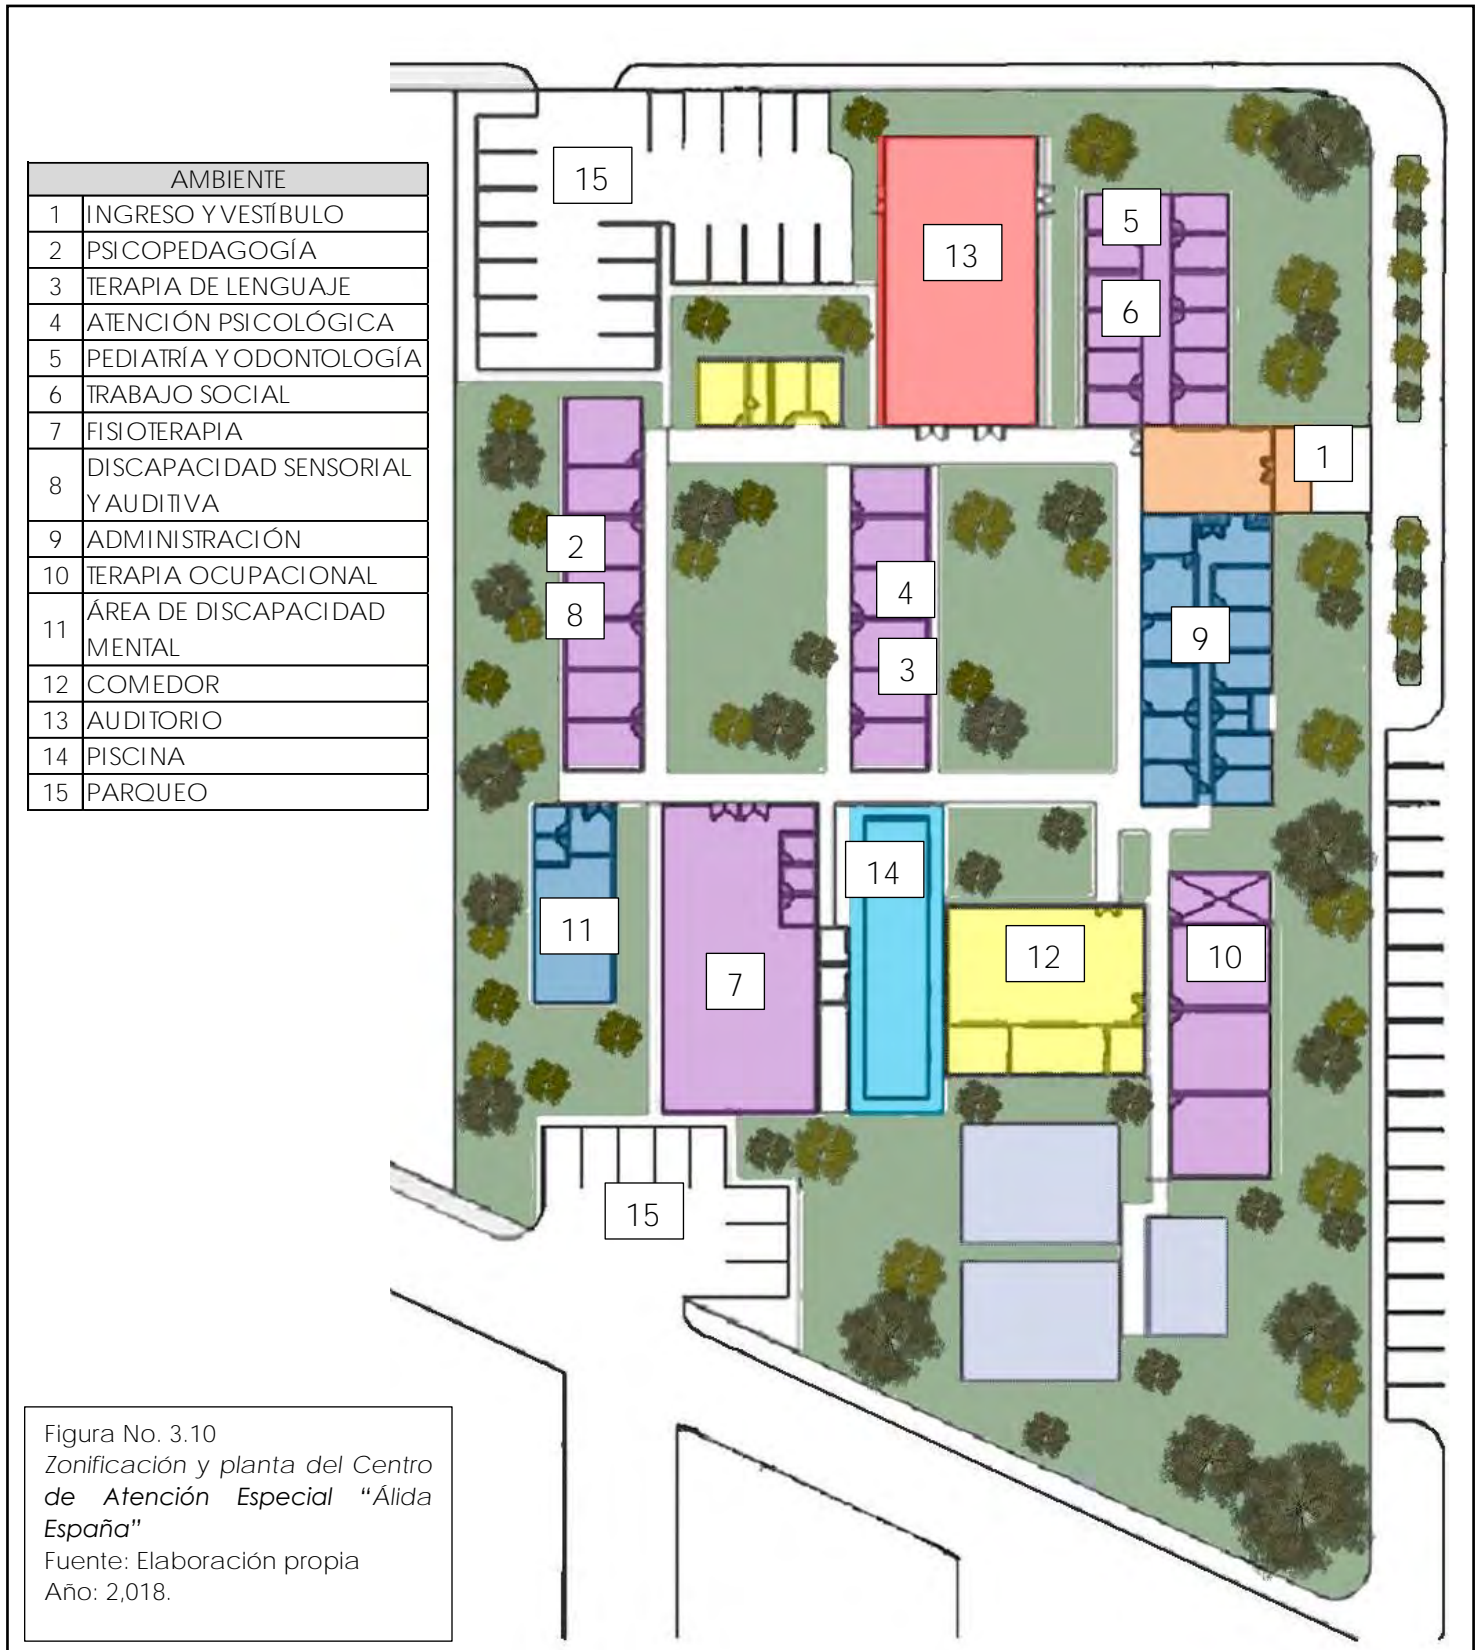 AMBIENTE
1 INGRESO Y VESTÍBULO
2 PSICOPEDAGOGÍA
3 TERAPIA DE LENGUAJE
4 ATENCIÓN PSICOLÓGICA
5 PEDIATRÍA Y ODONTOLOGÍA
6 TRABAJO SOCIAL
7 FISIOTERAPIA
8 DISCAPACIDAD SENSORIAL
Y AUDITIVA
9 ADMINISTRACIÓN
10 TERAPIA OCUPACIONAL
11 ÁREA DE DISCAPACIDAD
MENTAL
12 COMEDOR
13 AUDITORIO
14 PISCINA
15 PARQUEO
15
5
13
6
1
2
4
8
9
3
14
11
12
10
7
15
Figura No. 3.10
Zonificación y planta del Centro
de Atención Especial “Álida
España”
Fuente: Elaboración propia
Año: 2,018.